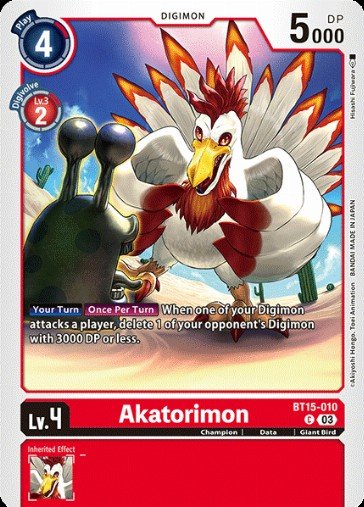 Play
4
DIGIMON
5000
DP
Digivolve
Lv.3
2
Hisashi Fujiwara
©Akiyoshi Hongo, Toei Animation BANDAI MADE IN JAPAN
Your Turn Once Per Turn When one of your Digimon
attacks a player, delete 1 of your opponent's Digimon
with 3000 DP or less.
Lv.4
Akatorimon
BT15-010
C 03
Champion Data Giant Bird
Inherited Effect
-